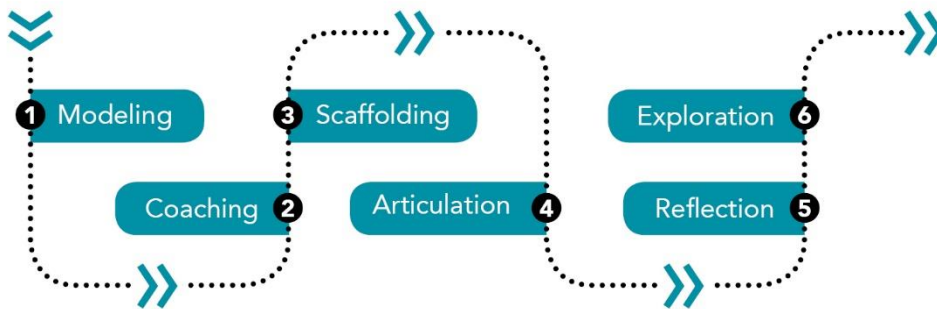 1 Modeling
2 Coaching
3 Scaffolding
4 Articulation
5 Reflection
6 Exploration